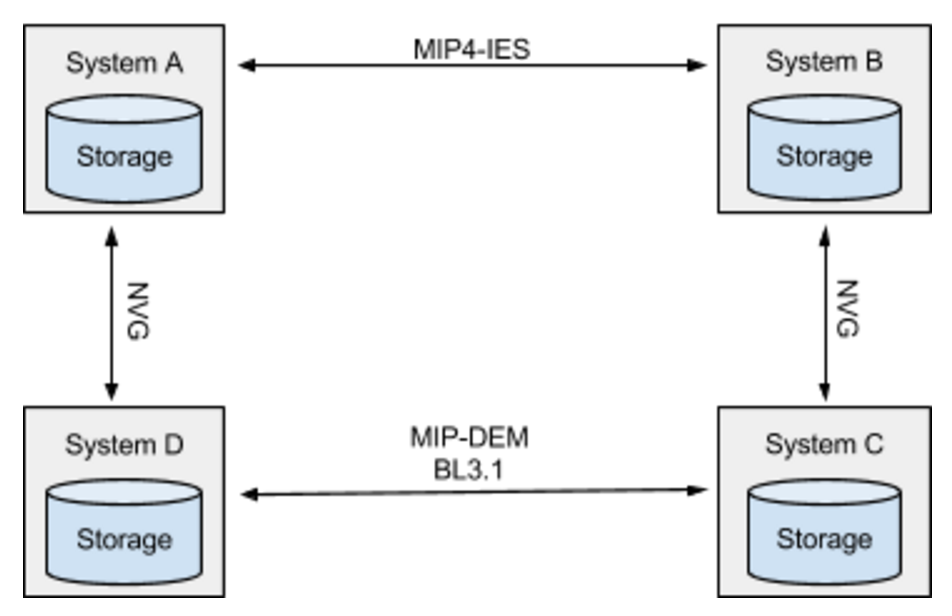 System A
MIP4-IES
System B
Storage
Storage
NVG
NVG
System D
MIP-DEM
BL3.1
System C
Storage
Storage